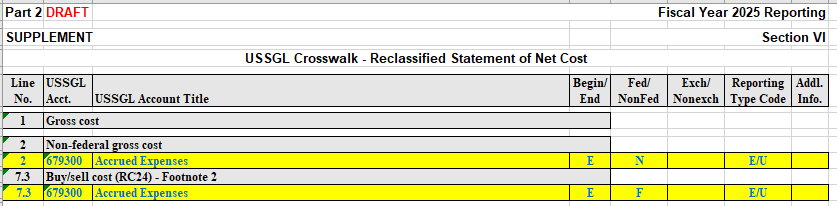 Part 2 DRAFT Fiscal Year 2025 Reporting
SUPPLEMENT Section VI
USSGL Crosswalk - Reclassified Statement of Net Cost
Line No. USSGL Acct. USSGL Account Title Begin/ End Fed/ NonFed Exch/ Nonexch Reporting Type Code Addl. Info.
1 Gross cost
2 Non-federal gross cost
2 679300 Accrued Expenses E N E/U
7.3 Buy/sell cost (RC24) - Footnote 2
7.3 679300 Accrued Expenses E F E/U